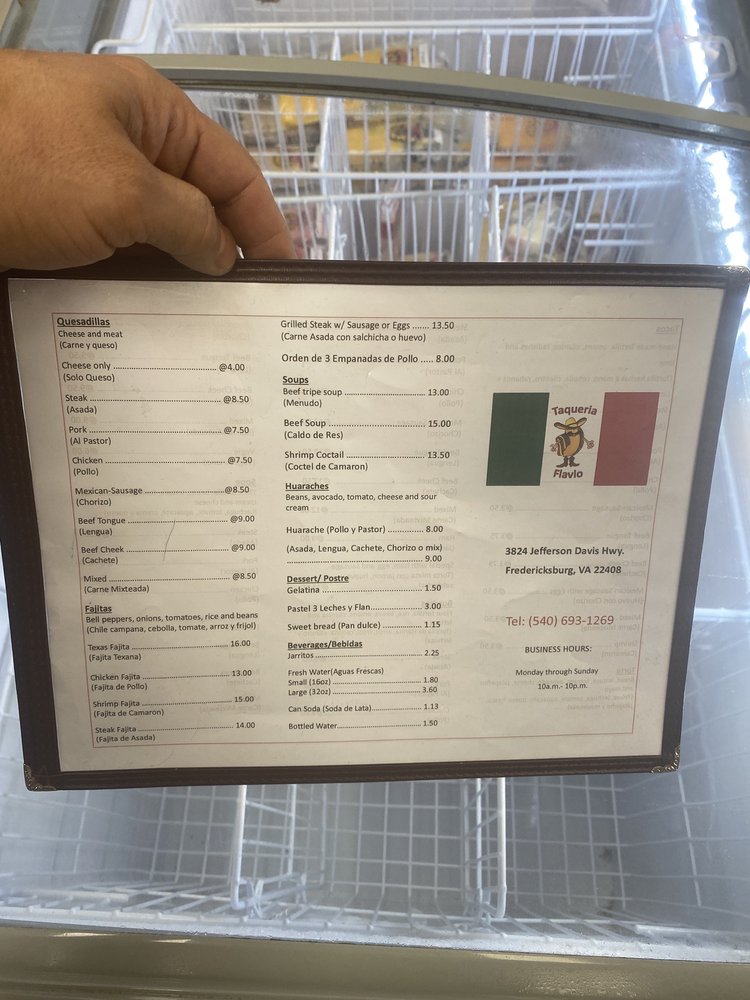 Quesadillas
Cheese and meat
(Carne y queso)
Cheese only ........ @4.00
(Solo Queso)
Steak ........ @8.50
(Asada)
Pork ........ @7.50
(Al Pastor)
Chicken ........ @7.50
(Pollo)
Mexican-Sausage ........ @8.50
(Chorizo)
Beef Tongue ........ @9.00
(Lengua)
Beef Cheek ........ @9.00
(Cachete)
Mixed ........ @8.50
(Carne Mixteada)
Fajitas
Bell peppers, onions, tomatoes, rice and beans
(Chile campana, cebolla, tomate, arroz y frijol)
Texas Fajita ........ 16.00
(Fajita Texana)
Chicken Fajita ........ 13.00
(Fajita de Pollo)
Shrimp Fajita ........ 15.00
(Fajita de Camaron)
Steak Fajita ........ 14.00
(Fajita de Asada)
Grilled Steak w/ Sausage or Eggs ....... 13.50
(Carne Asada con salchicha o huevo)
Orden de 3 Empanadas de Pollo ..... 8.00
Soups
Beef tripe soup ........ 13.00
(Menudo)
Beef Soup ........ 15.00
(Caldo de Res)
Shrimp Coctail ........ 13.50
(Coctel de Camaron)
Huaraches
Beans, avocado, tomato, cheese and sour
cream
Huarache (Pollo y Pastor) ........ 8.00
(Asada, Lengua, Cachete, Chorizo o mix)
........ 9.00
Dessert/ Postre
Gelatina ........ 1.50
Pastel 3 Leches y Flan ........ 3.00
Sweet bread (Pan dulce) ........ 1.15
Beverages/Bebidas
Jarritos ........ 2.25
Fresh Water(Aguas Frescas)
Small (16oz) ........ 1.80
Large (32oz) ........ 3.60
Can Soda (Soda de Lata) ........ 1.13
Bottled Water ........ 1.50
Taqueria
Flavio
3824 Jefferson Davis Hwy.
Fredericksburg, VA 22408
Tel: (540) 693-1269
BUSINESS HOURS:
Monday through Sunday
10a.m.- 10p.m.